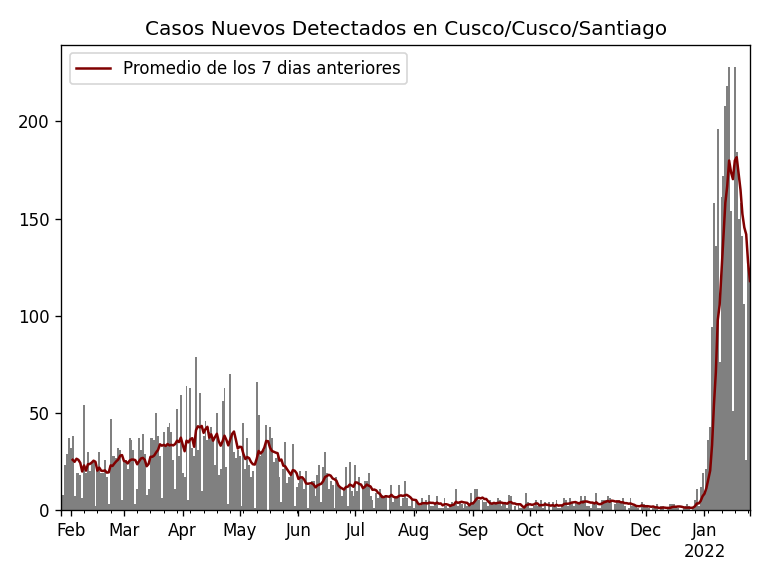 Casos Nuevos Detectados en Cusco/Cusco/Santiago
Promedio de los 7 dias anteriores
200
150
100
50
0
Feb Mar Apr May Jun Jul Aug Sep Oct Nov Dec Jan
2022